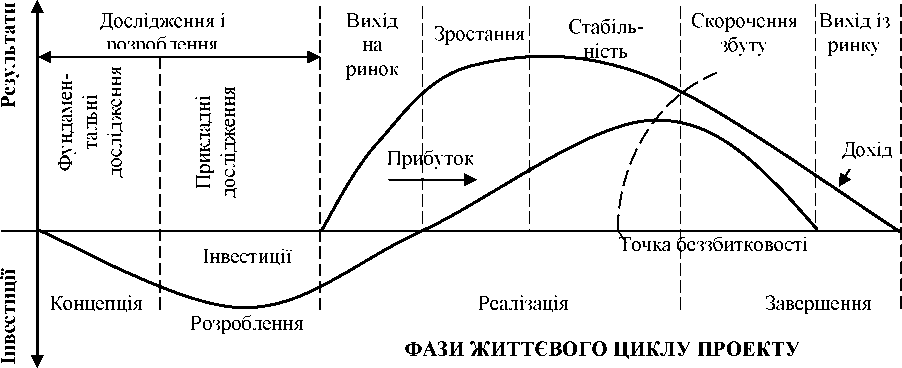 Результати
Дослідження і
розроблення
Вихід
на
ринок
Зростання
Стабіль-
ність
Скорочення
збуту
Вихід із
ринку
Фундамен-
тальні
дослідження
Прикладні
дослідження
Прибуток
Дохід
Інвестиції
Точка беззбитковості
Інвестиції
Концепція
Розроблення
Реалізація
Завершення
ФАЗИ ЖИТТЄВОГО ЦИКЛУ ПРОЕКТУ